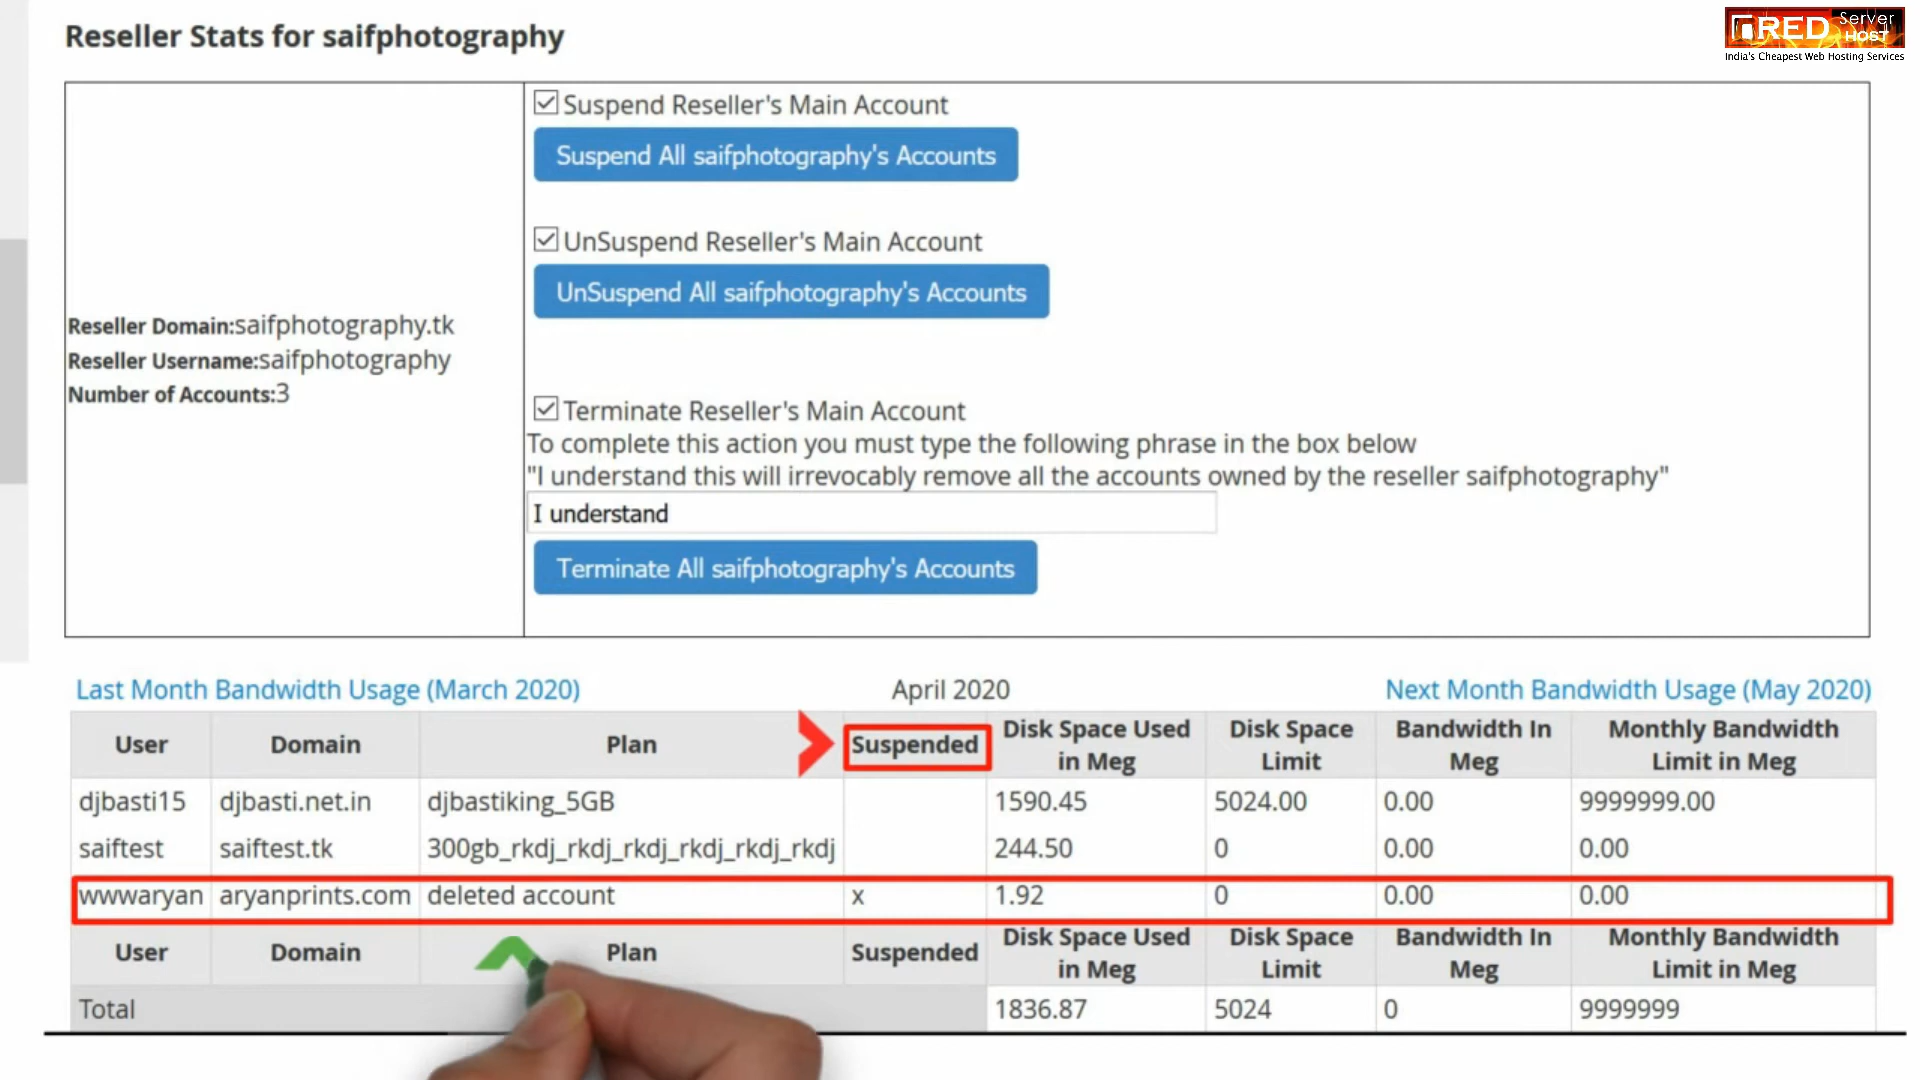 Reseller Stats for saifphotography
RED Server HOST
India's Cheapest Web Hosting Services
Suspend Reseller's Main Account
Suspend All saifphotography's Accounts
UnSuspend Reseller's Main Account
UnSuspend All saifphotography's Accounts
Reseller Domain:saifphotography.tk
Reseller Username:saifphotography
Number of Accounts:3
Terminate Reseller's Main Account
To complete this action you must type the following phrase in the box below
"I understand this will irrevocably remove all the accounts owned by the reseller saifphotography"
I understand
Terminate All saifphotography's Accounts
Last Month Bandwidth Usage (March 2020) April 2020 Next Month Bandwidth Usage (May 2020)
User Domain Plan Suspended Disk Space Used in Meg Disk Space Limit Bandwidth In Meg Monthly Bandwidth Limit in Meg
djbasti15 djbasti.net.in djbastiking_5GB 1590.45 5024.00 0.00 9999999.00
saiftest saiftest.tk 300gb_rkdj_rkdj_rkdj_rkdj_rkdj_rkdj 244.50 0 0.00 0.00
wwwaryan aryanprints.com deleted account x 1.92 0 0.00 0.00
User Domain Plan Suspended Disk Space Used in Meg Disk Space Limit Bandwidth In Meg Monthly Bandwidth Limit in Meg
Total 1836.87 5024 0 9999999